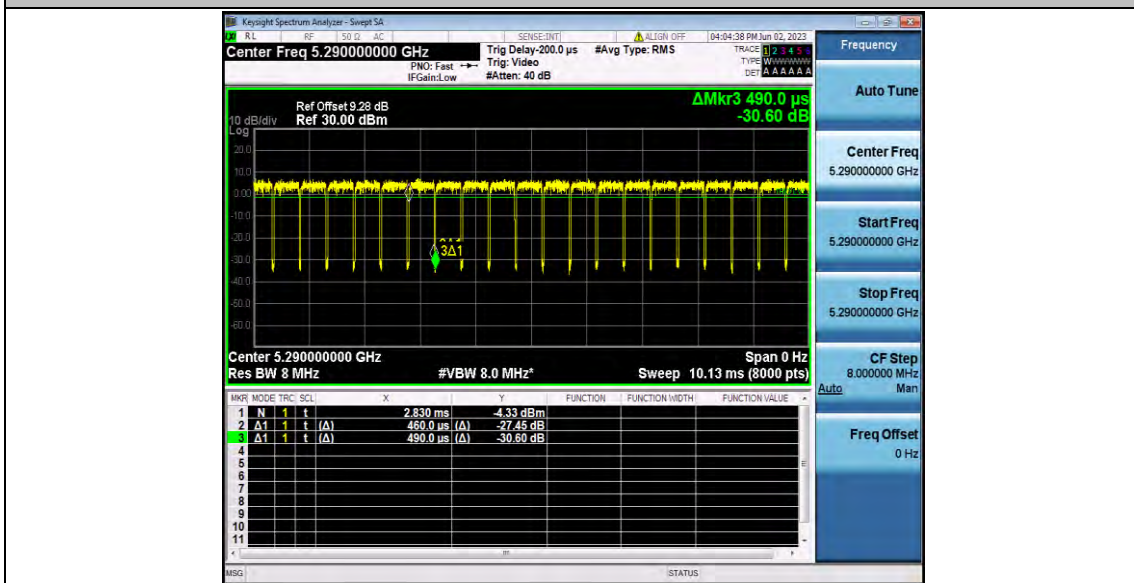 Keysight Spectrum Analyzer - Swept SA
RL RF 50 Ω AC SENSE:INT ALIGN OFF 04:04:38 PM Jun 02, 2023
Center Freq 5.290000000 GHz
PNO: Fast
IFGain:Low
Trig Delay-200.0 µs
Trig: Video
#Atten: 40 dB
#Avg Type: RMS
TRACE 1 2 3 4 5 6
TYPE WWWWWW
DET A A A A A A
ΔMkr3 490.0 µs
-30.60 dB
Ref Offset 9.28 dB
10 dB/div Ref 30.00 dBm
Log
20.0
10.0
0.00
-10.0
-20.0
-30.0
-40.0
-50.0
-60.0
3Δ1
Center 5.290000000 GHz Span 0 Hz
Res BW 8 MHz #VBW 8.0 MHz* Sweep 10.13 ms (8000 pts)
MKR MODE TRC SCL X Y FUNCTION FUNCTION WIDTH FUNCTION VALUE
1 N 1 t 2.830 ms -4.33 dBm
2 Δ1 1 t (Δ) 460.0 µs (Δ) -27.45 dB
3 Δ1 1 t (Δ) 490.0 µs (Δ) -30.60 dB
4
5
6
7
8
9
10
11
MSG STATUS
Frequency
Auto Tune
Center Freq
5.290000000 GHz
Start Freq
5.290000000 GHz
Stop Freq
5.290000000 GHz
CF Step
8.000000 MHz
Auto Man
Freq Offset
0 Hz